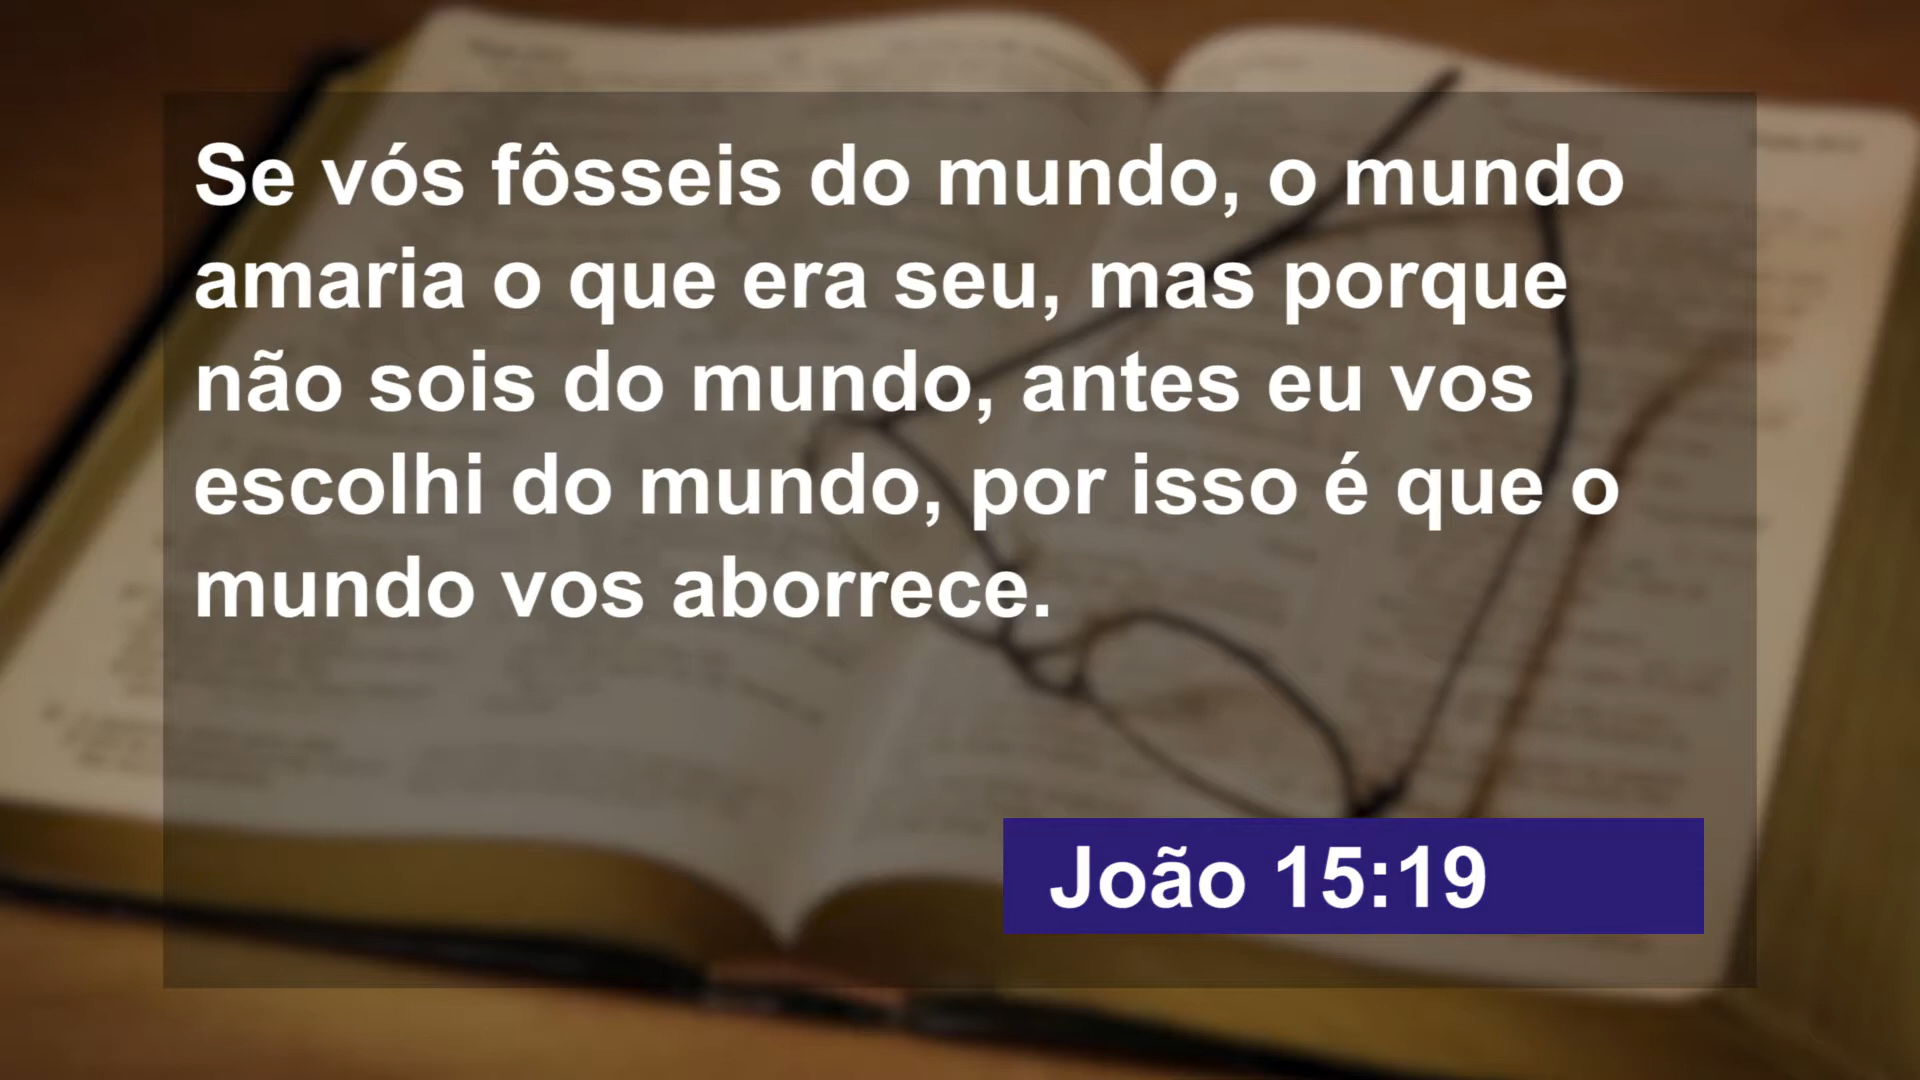 Se vós fôsseis do mundo, o mundo
amaria o que era seu, mas porque
não sois do mundo, antes eu vos
escolhi do mundo, por isso é que o
mundo vos aborrece.
João 15:19